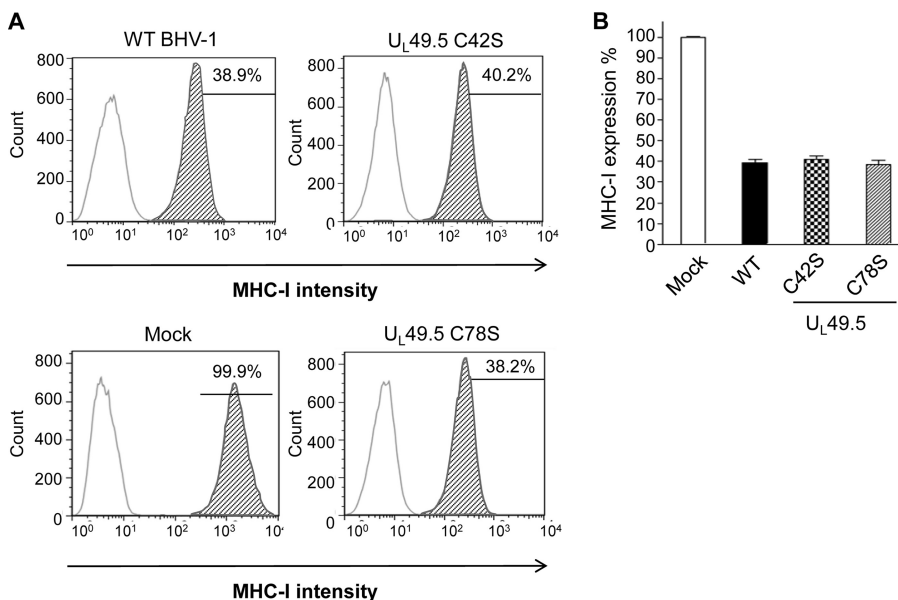 A
WT BHV-1
38.9%
Count
800
600
400
200
0
10⁰ 10¹ 10² 10³ 10⁴
U_L49.5 C42S
40.2%
Count
800
600
400
200
0
10⁰ 10¹ 10² 10³ 10⁴
MHC-I intensity
Mock
99.9%
Count
800
600
400
200
0
10⁰ 10¹ 10² 10³ 10⁴
U_L49.5 C78S
38.2%
Count
800
600
400
200
0
10⁰ 10¹ 10² 10³ 10⁴
MHC-I intensity
B
MHC-I expression %
100
90
80
70
60
50
40
30
20
10
0
Mock
WT
C42S
C78S
U_L49.5